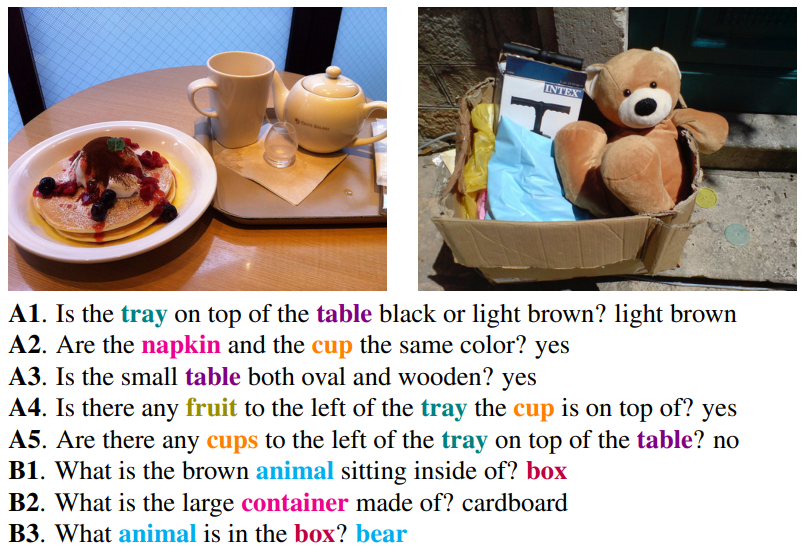 INTEX
A1. Is the tray on top of the table black or light brown? light brown
A2. Are the napkin and the cup the same color? yes
A3. Is the small table both oval and wooden? yes
A4. Is there any fruit to the left of the tray the cup is on top of? yes
A5. Are there any cups to the left of the tray on top of the table? no
B1. What is the brown animal sitting inside of? box
B2. What is the large container made of? cardboard
B3. What animal is in the box? bear